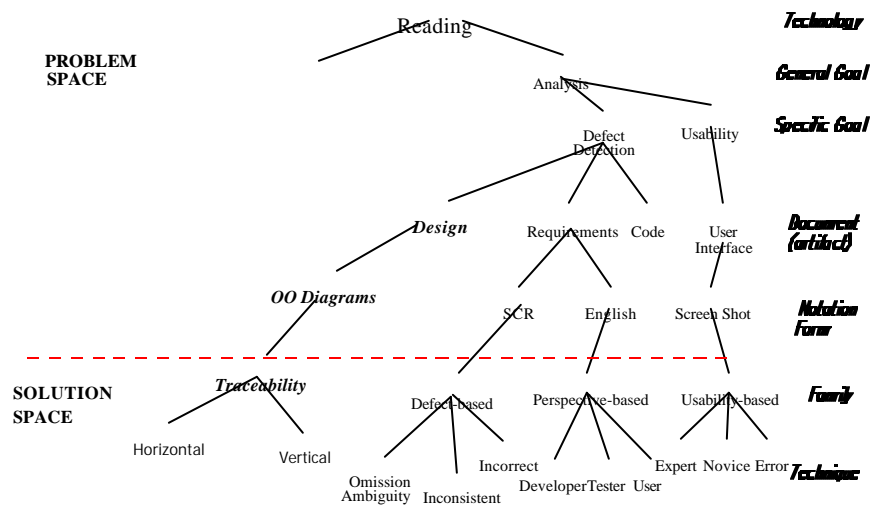 Reading
Technology
PROBLEM
SPACE
General Goal
Analysis
Specific Goal
Defect
Detection
Usability
Design
Requirements
Code
User
Interface
Document
(artifact)
OO Diagrams
SCR
English
Screen Shot
Notation
Form
SOLUTION
SPACE
Traceability
Defect-based
Perspective-based
Usability-based
Family
Horizontal
Vertical
Omission
Ambiguity
Inconsistent
Incorrect
Developer
Tester
User
Expert
Novice
Error
Technique